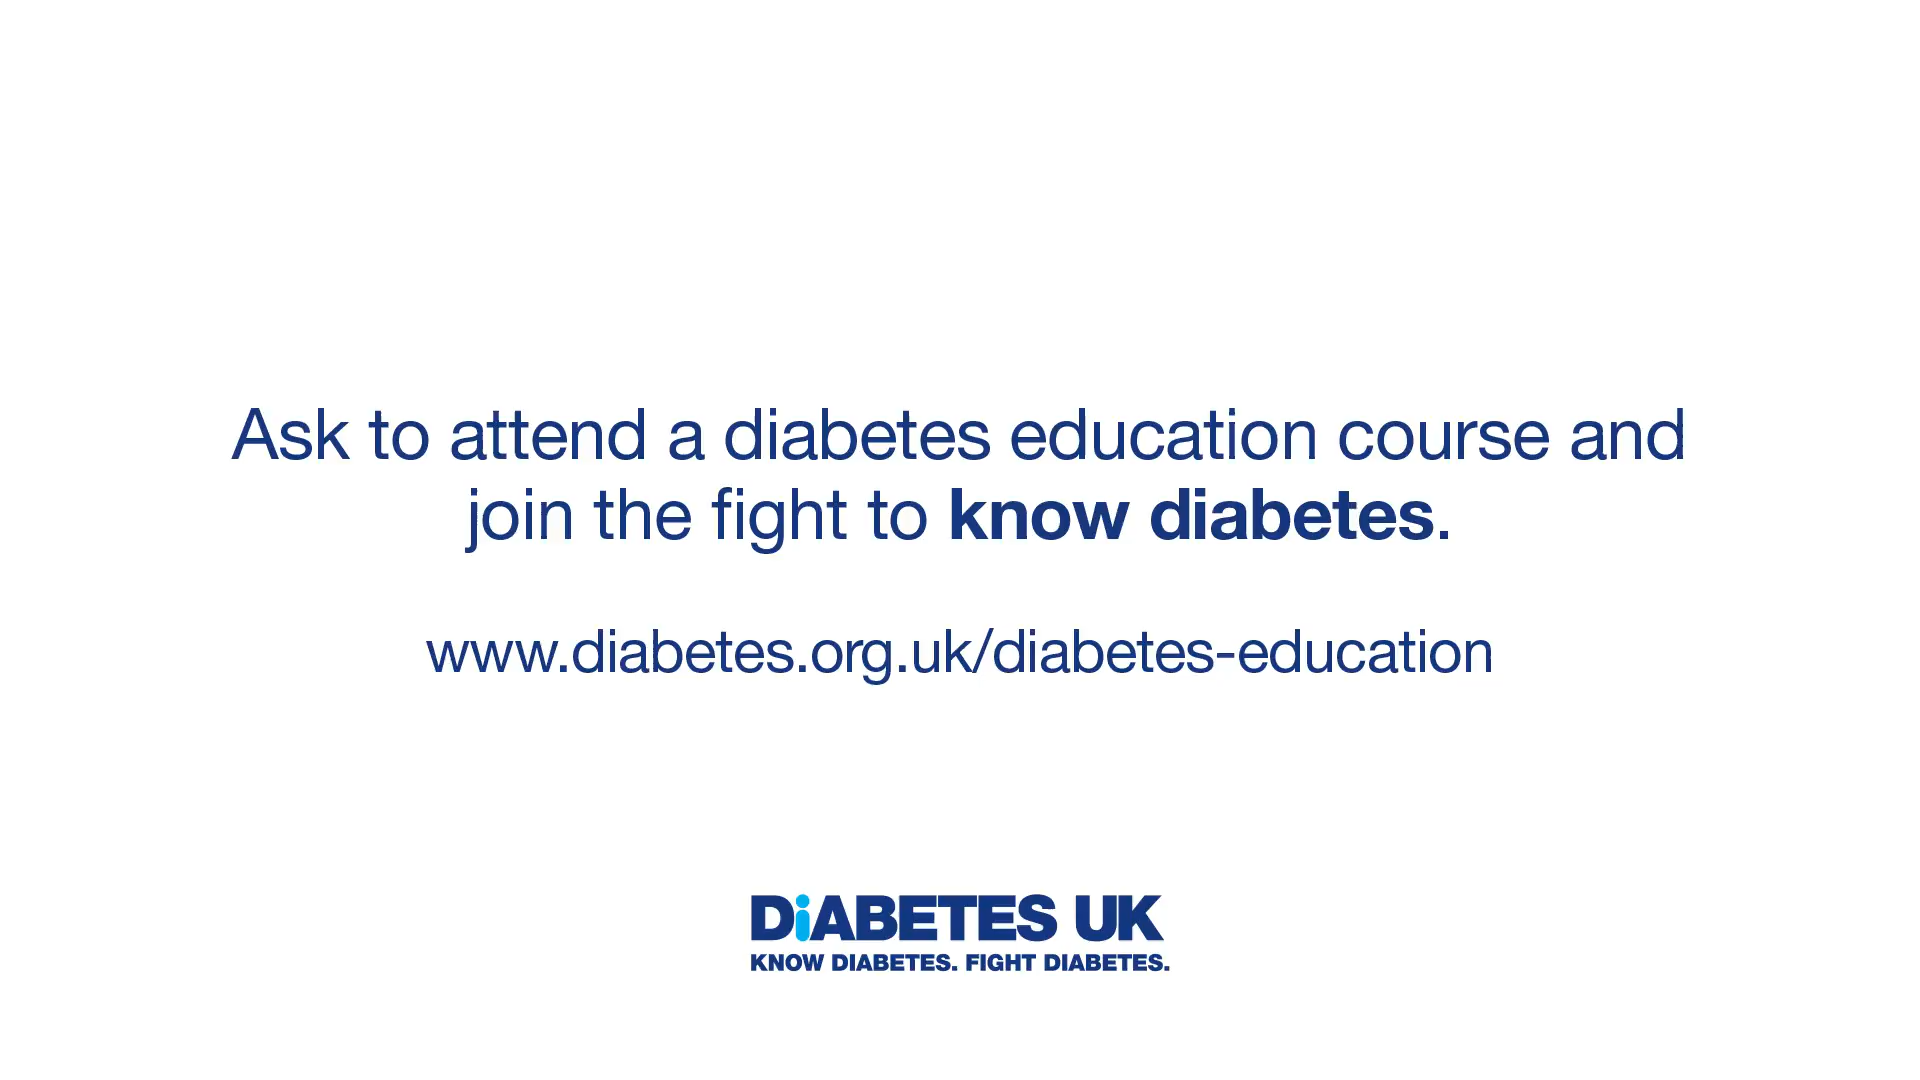 Ask to attend a diabetes education course and
join the fight to know diabetes.
www.diabetes.org.uk/diabetes-education
DiABETES UK
KNOW DIABETES. FIGHT DIABETES.